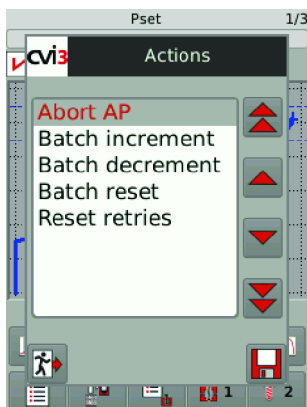 Pset 1/3
cvi3 Actions
Abort AP
Batch increment
Batch decrement
Batch reset
Reset retries
1 2